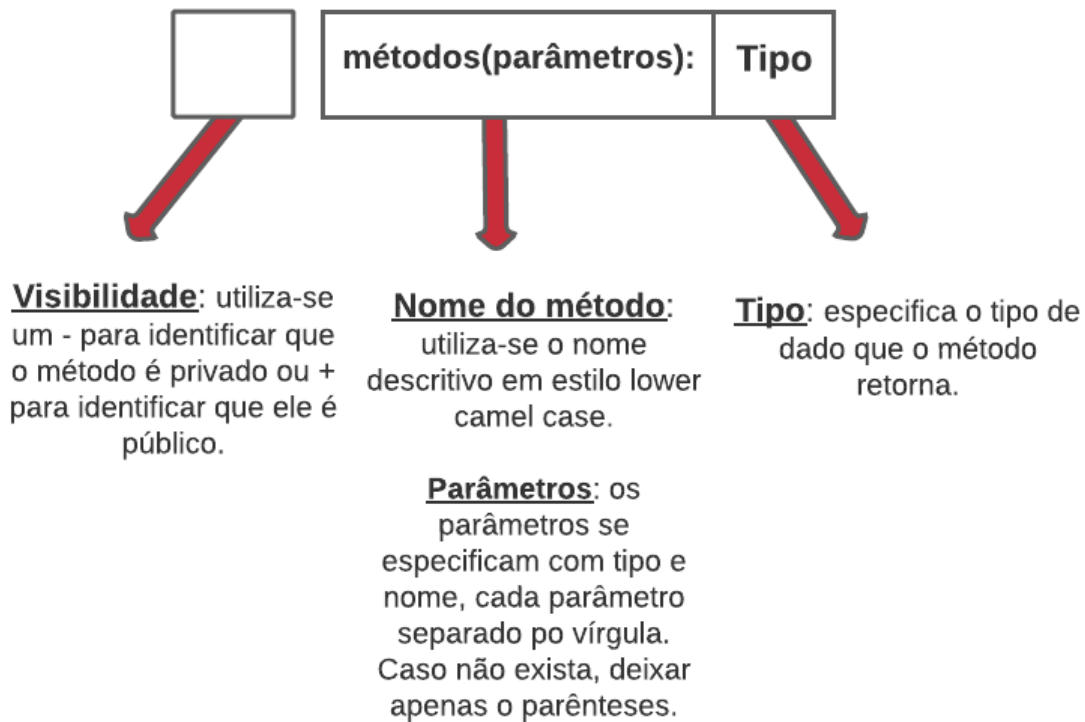 métodos(parâmetros): Tipo
Visibilidade: utiliza-se
um - para identificar que
o método é privado ou +
para identificar que ele é
público.
Nome do método:
utiliza-se o nome
descritivo em estilo lower
camel case.
Parâmetros: os
parâmetros se
especificam com tipo e
nome, cada parâmetro
separado po vírgula.
Caso não exista, deixar
apenas o parênteses.
Tipo: especifica o tipo de
dado que o método
retorna.